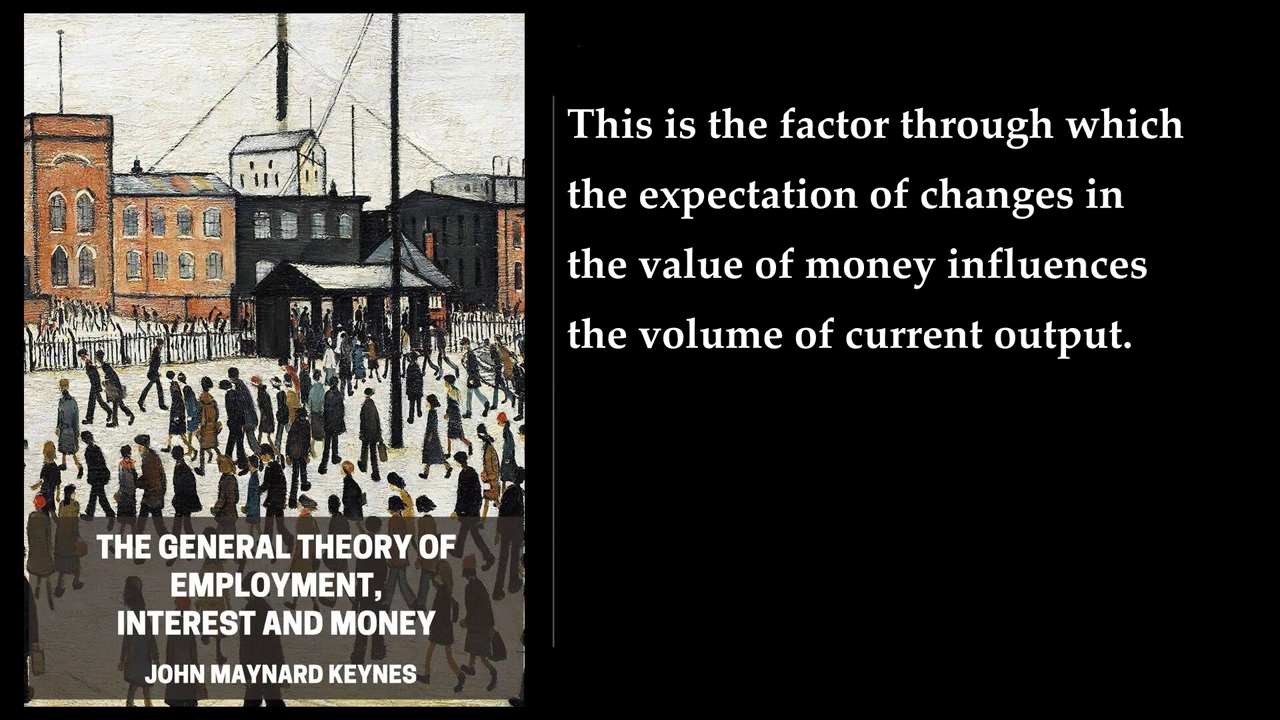 This is the factor through which
the expectation of changes in
the value of money influences
the volume of current output.
THE GENERAL THEORY OF
EMPLOYMENT,
INTEREST AND MONEY
JOHN MAYNARD KEYNES